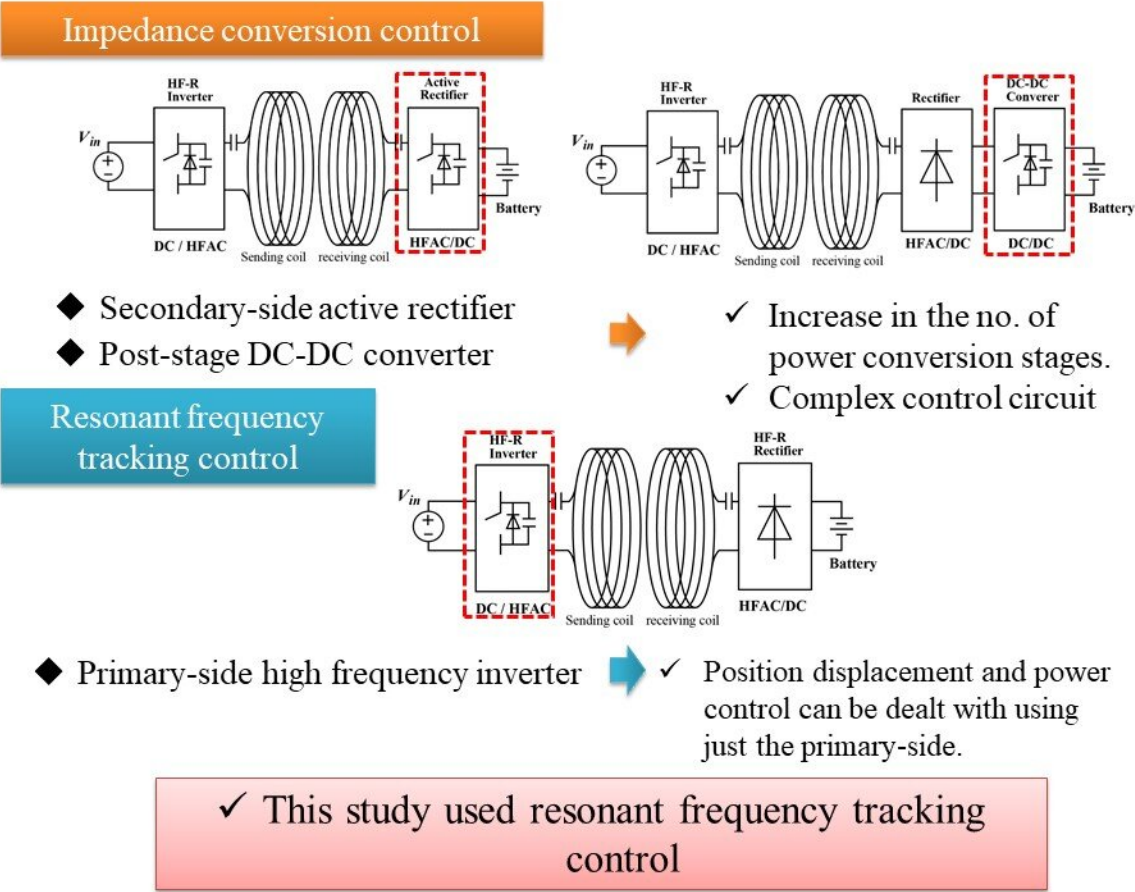 Impedance conversion control
HF-R
Inverter
V_in
DC / HFAC
Sending coil
receiving coil
Active
Rectifier
HFAC/DC
Battery
HF-R
Inverter
V_in
DC / HFAC
Sending coil
receiving coil
Rectifier
HFAC/DC
DC-DC
Converer
DC/DC
Battery
◆ Secondary-side active rectifier
◆ Post-stage DC-DC converter
✓ Increase in the no. of
power conversion stages.
✓ Complex control circuit
Resonant frequency
tracking control
HF-R
Inverter
V_in
DC / HFAC
Sending coil
receiving coil
HF-R
Rectifier
HFAC/DC
Battery
◆ Primary-side high frequency inverter
✓ Position displacement and power
control can be dealt with using
just the primary-side.
✓ This study used resonant frequency tracking
control